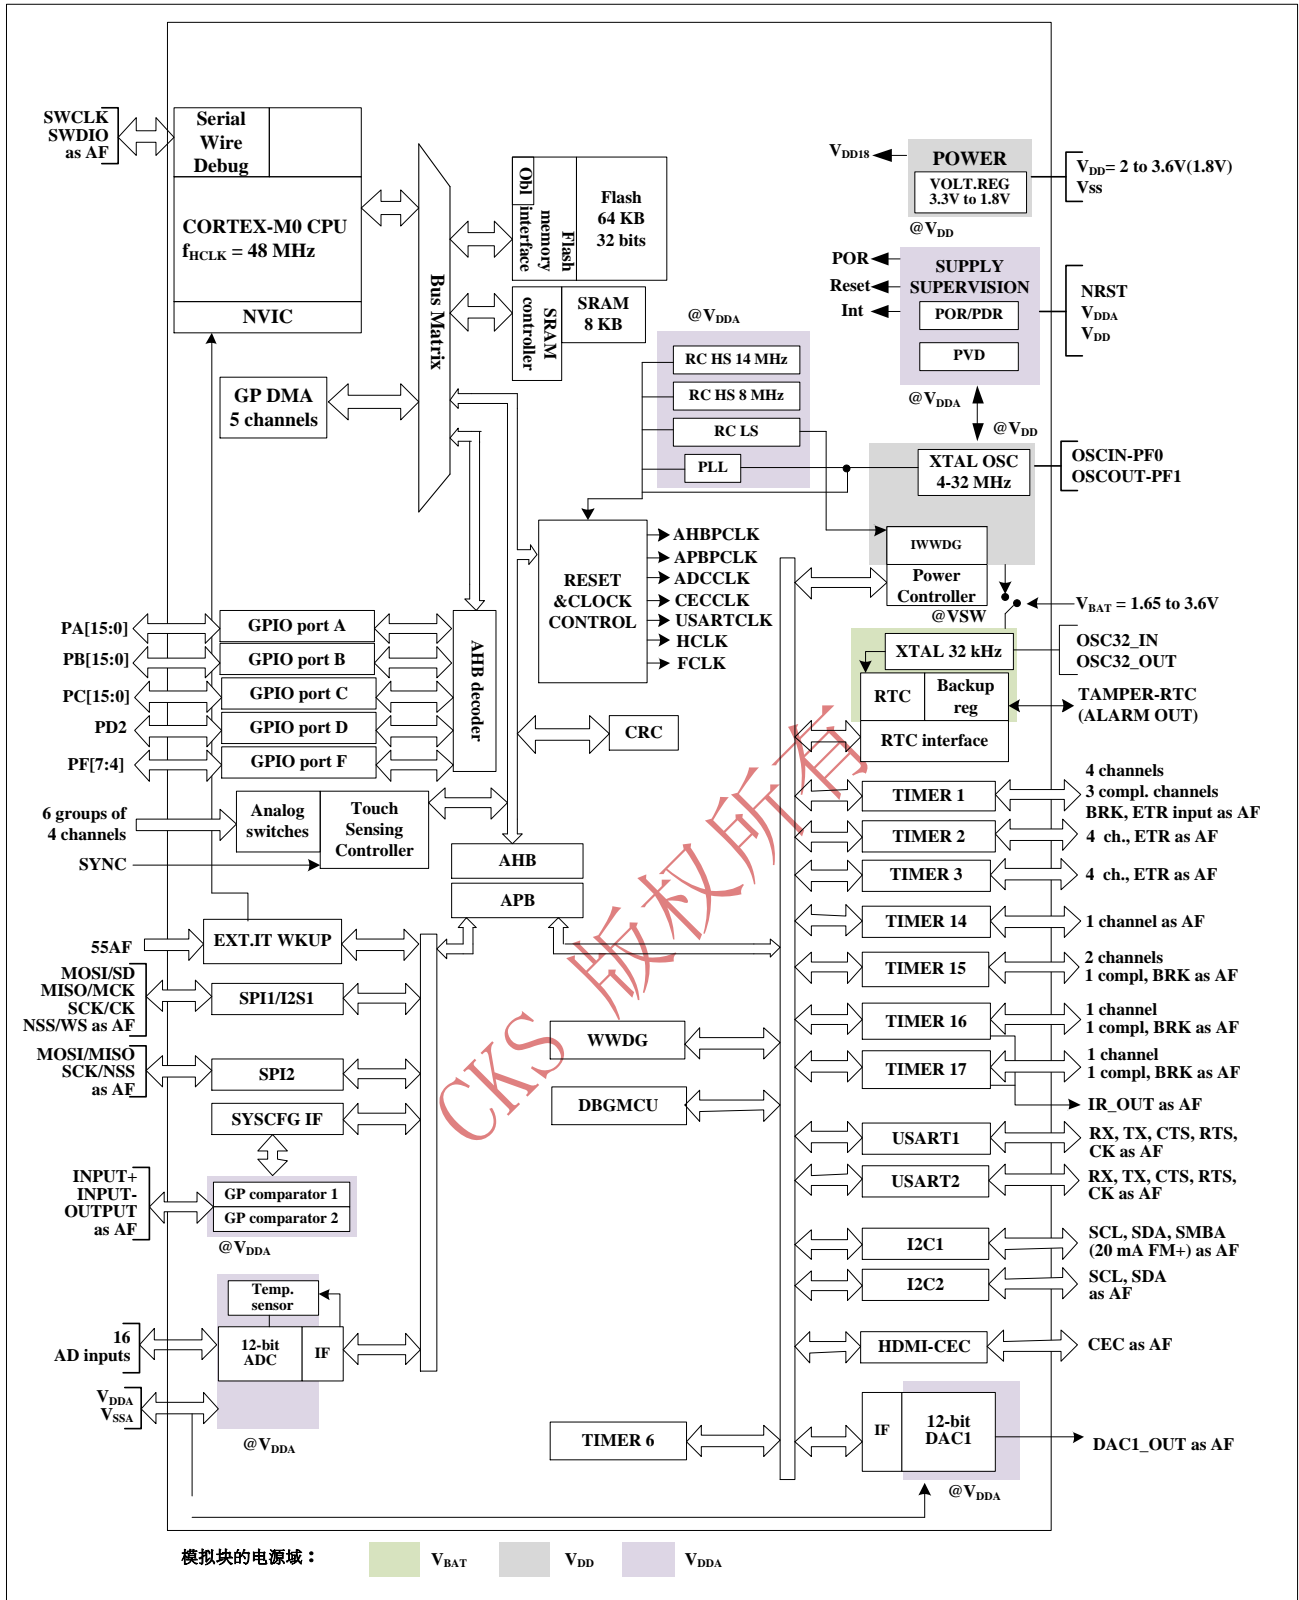 SWCLK
SWDIO
as AF
Serial
Wire
Debug
CORTEX-M0 CPU
fHCLK = 48 MHz
NVIC
GP DMA
5 channels
Bus Matrix
Obl
Flash
memory
interface
Flash
64 KB
32 bits
SRAM
controller
SRAM
8 KB
VDD18
POWER
VOLT.REG
3.3V to 1.8V
@VDD
VDD= 2 to 3.6V(1.8V)
Vss
POR
Reset
Int
SUPPLY
SUPERVISION
POR/PDR
PVD
@VDDA
NRST
VDDA
VDD
@VDDA
RC HS 14 MHz
RC HS 8 MHz
RC LS
PLL
@VDD
XTAL OSC
4-32 MHz
OSCIN-PF0
OSCOUT-PF1
IWWDG
Power
Controller
@VSW
VBAT = 1.65 to 3.6V
RESET
&CLOCK
CONTROL
AHBPCLK
APBPCLK
ADCCLK
CECCLK
USARTCLK
HCLK
FCLK
XTAL 32 kHz
OSC32_IN
OSC32_OUT
RTC
Backup
reg
RTC interface
TAMPER-RTC
(ALARM OUT)
PA[15:0]
GPIO port A
PB[15:0]
GPIO port B
PC[15:0]
GPIO port C
PD2
GPIO port D
PF[7:4]
GPIO port F
AHB decoder
CRC
6 groups of
4 channels
SYNC
Analog
switches
Touch
Sensing
Controller
AHB
APB
TIMER 1
4 channels
3 compl. channels
BRK, ETR input as AF
TIMER 2
4 ch., ETR as AF
TIMER 3
4 ch., ETR as AF
TIMER 14
1 channel as AF
TIMER 15
2 channels
1 compl, BRK as AF
TIMER 16
1 channel
1 compl, BRK as AF
TIMER 17
1 channel
1 compl, BRK as AF
IR_OUT as AF
55AF
EXT.IT WKUP
MOSI/SD
MISO/MCK
SCK/CK
NSS/WS as AF
SPI1/I2S1
MOSI/MISO
SCK/NSS
as AF
SPI2
SYSCFG IF
INPUT+
INPUT-
OUTPUT
as AF
GP comparator 1
GP comparator 2
@VDDA
WWDG
DBGMCU
USART1
RX, TX, CTS, RTS,
CK as AF
USART2
RX, TX, CTS, RTS,
CK as AF
I2C1
SCL, SDA, SMBA
(20 mA FM+) as AF
I2C2
SCL, SDA
as AF
HDMI-CEC
CEC as AF
Temp.
sensor
16
AD inputs
12-bit
ADC
IF
VDDA
VSSA
@VDDA
TIMER 6
IF
12-bit
DAC1
DAC1_OUT as AF
@VDDA
CKS 版权所有
模拟块的电源域：
VBAT
VDD
VDDA